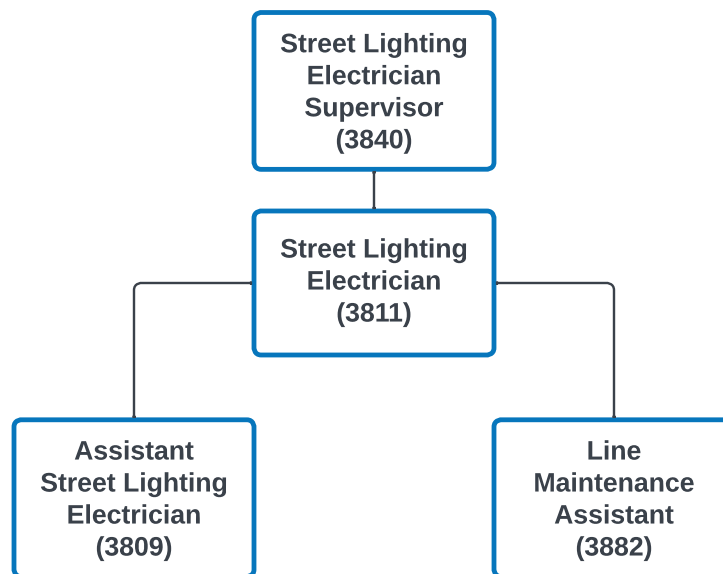 Street Lighting
Electrician
Supervisor
(3840)
Street Lighting
Electrician
(3811)
Assistant
Street Lighting
Electrician
(3809)
Line
Maintenance
Assistant
(3882)